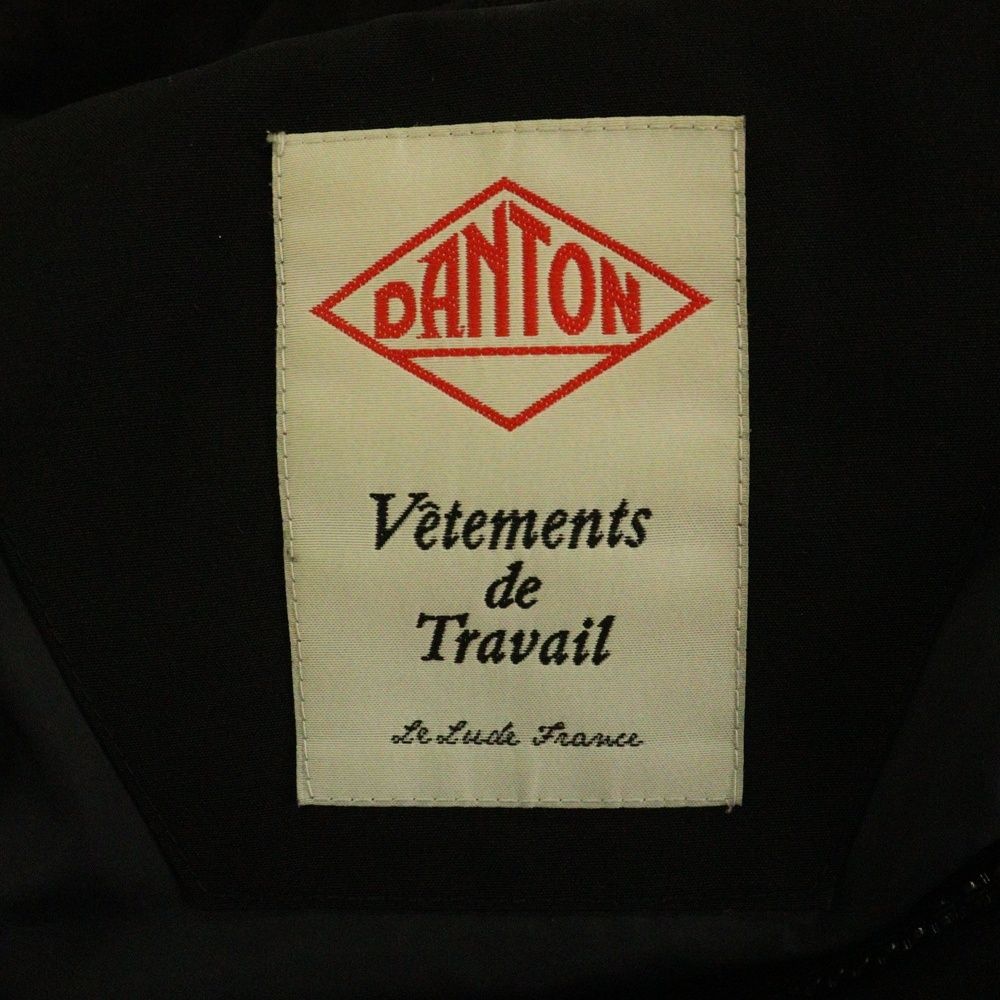 DANTON
Vêtements
de
Travail
Le Lude France